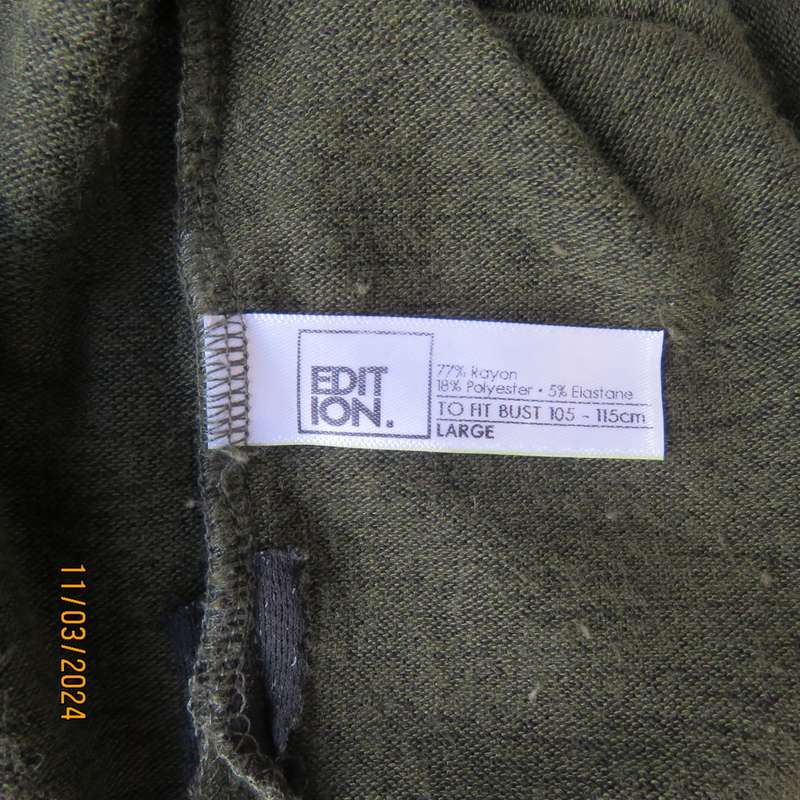 EDIT
ION.
77% Rayon
18% Polyester • 5% Elastane
TO FIT BUST 105 - 115cm
LARGE
11/03/2024